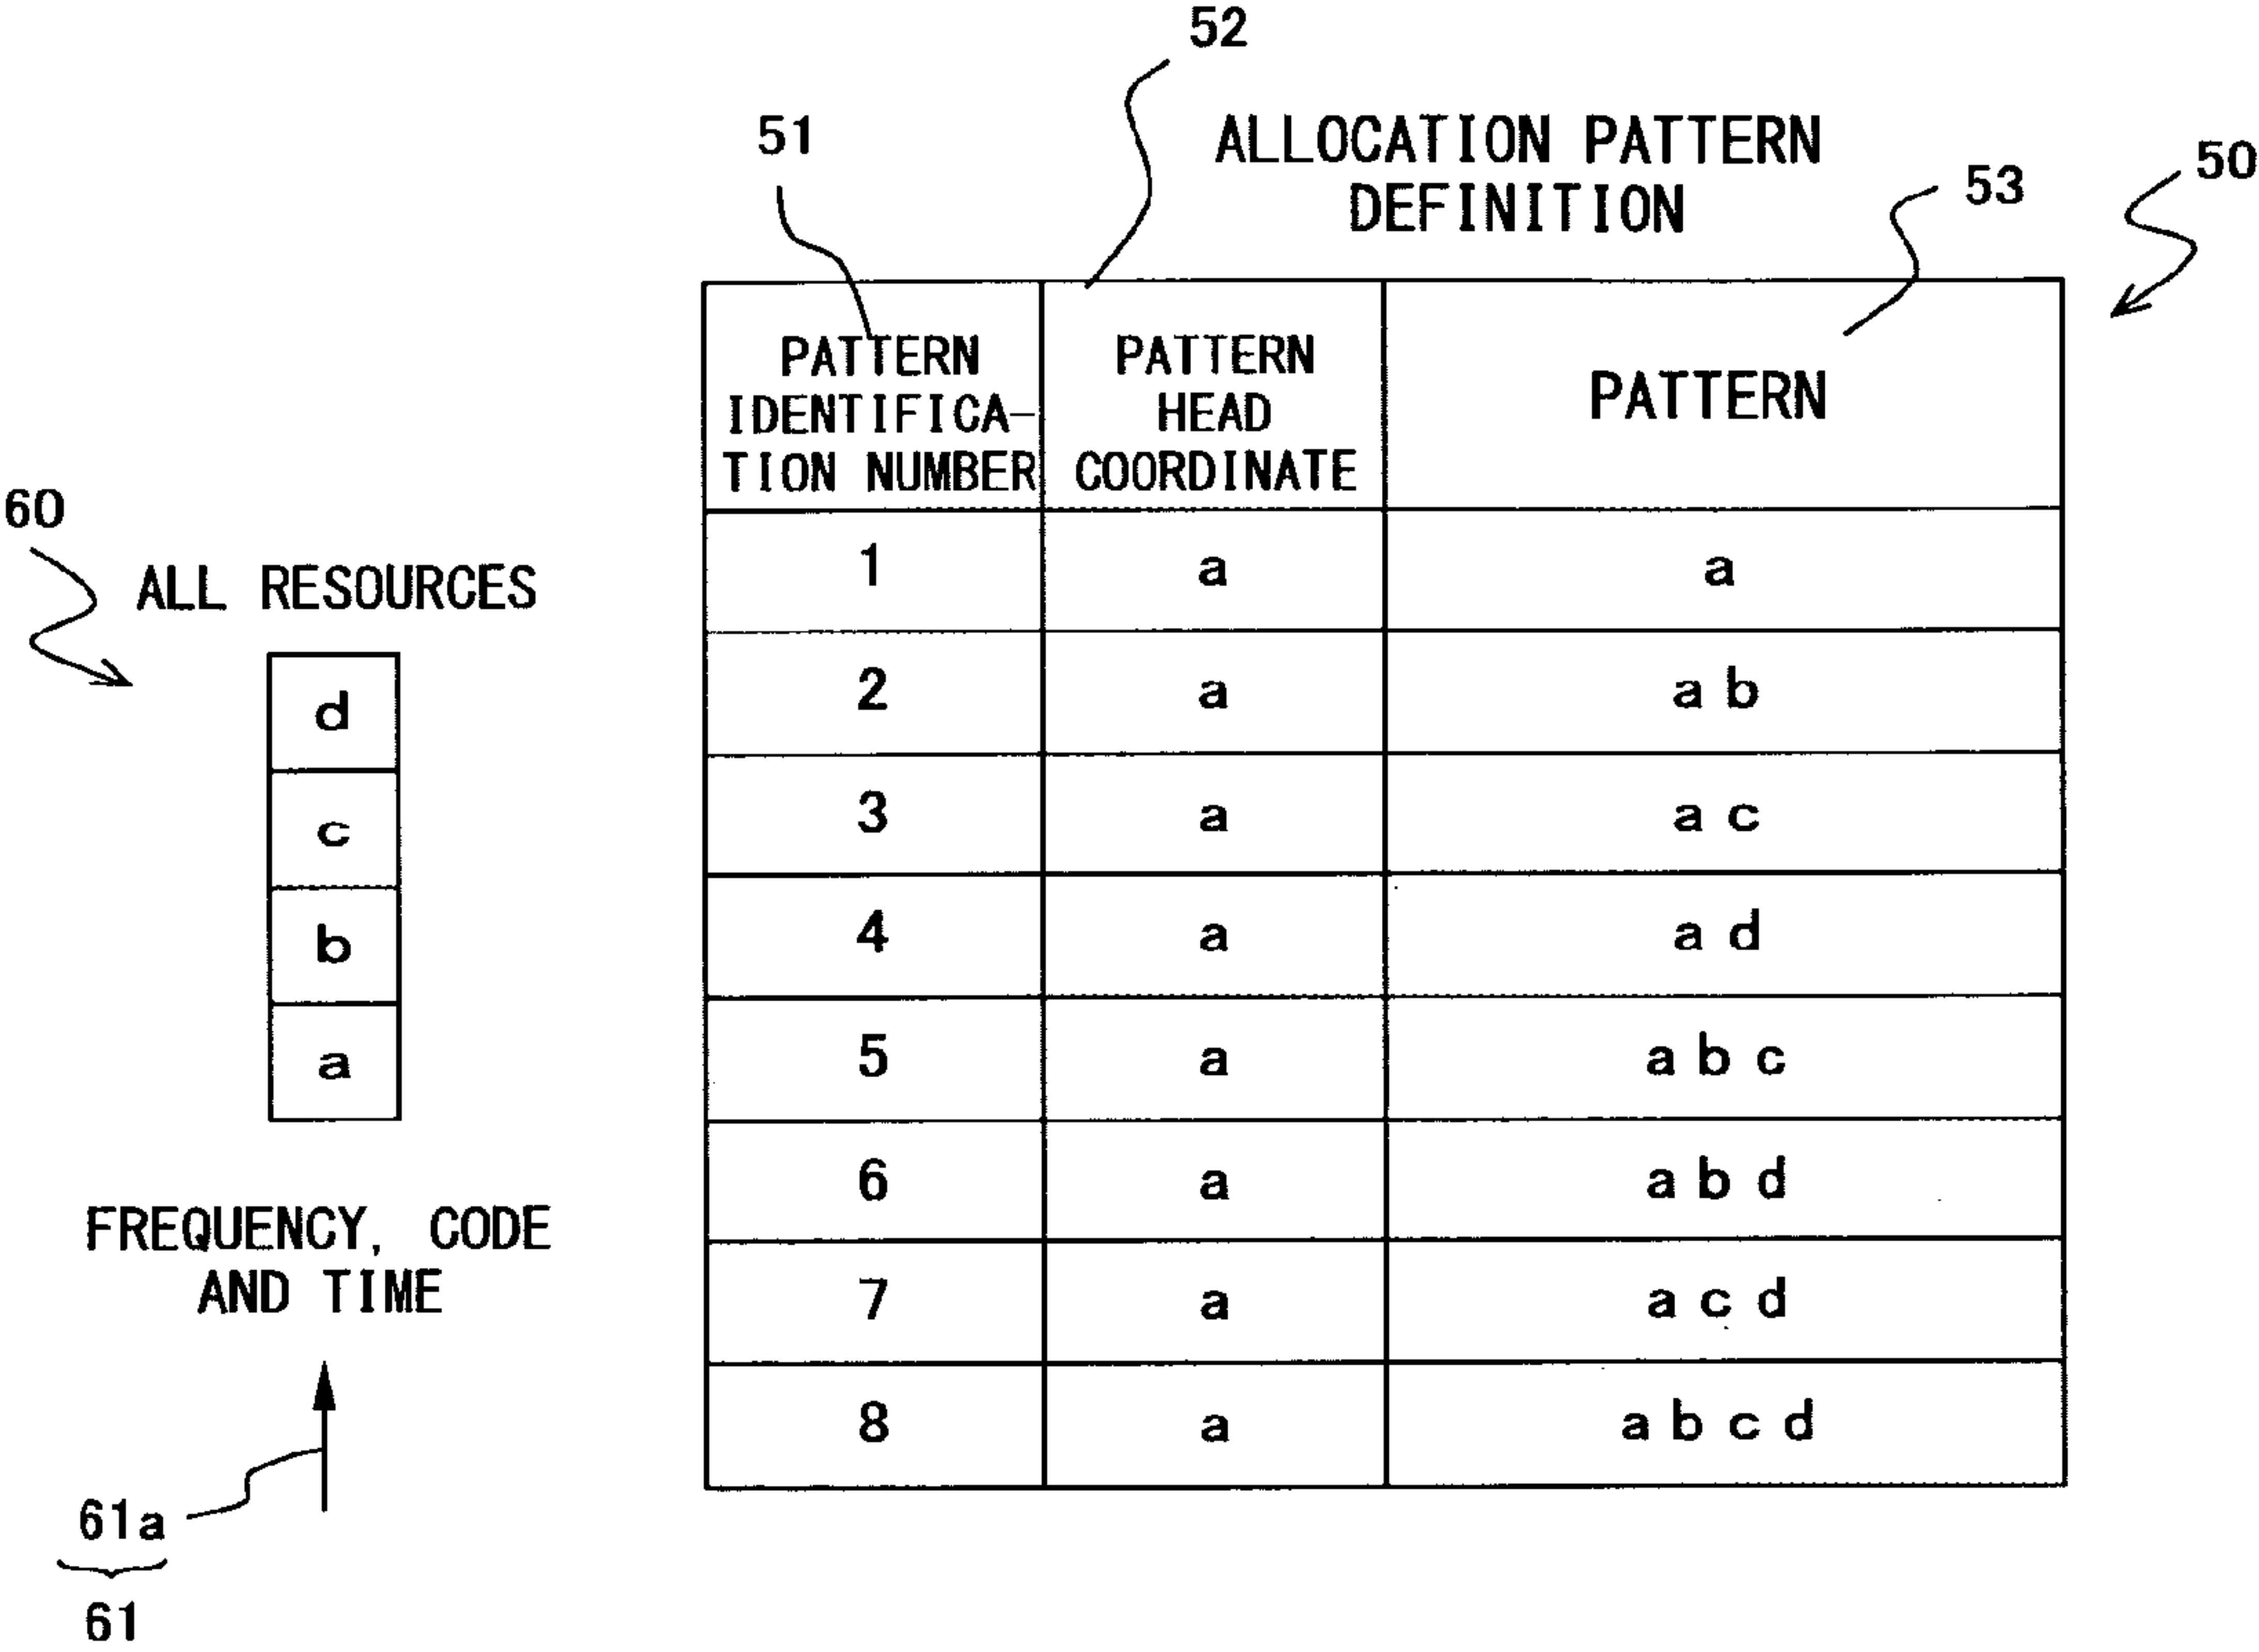 52
51
ALLOCATION PATTERN
DEFINITION
53
50
PATTERN
IDENTIFICA-
TION NUMBER
PATTERN
HEAD
COORDINATE
PATTERN
1 a a
2 a a b
3 a a c
4 a a d
5 a a b c
6 a a b d
7 a a c d
8 a a b c d
60
ALL RESOURCES
d
c
b
a
FREQUENCY, CODE
AND TIME
61a
61